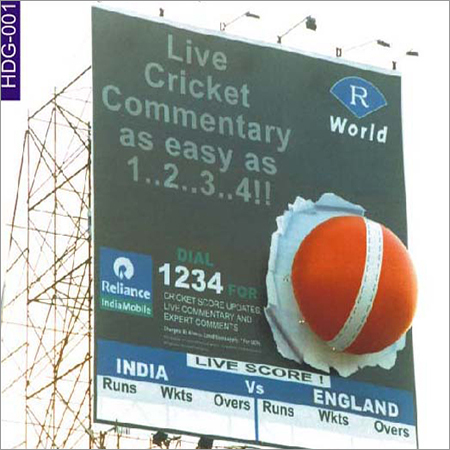 HDG-001
Live
Cricket
Commentary
as easy as
1..2...3..4!!
R
World
Reliance
IndiaMobile
DIAL
1234 FOR
CRICKET SCORE UPDATES,
LIVE COMMENTARY AND
EXPERT COMMENTS
LIVE SCORE !
INDIA Vs ENGLAND
Runs Wkts Overs Runs Wkts Overs